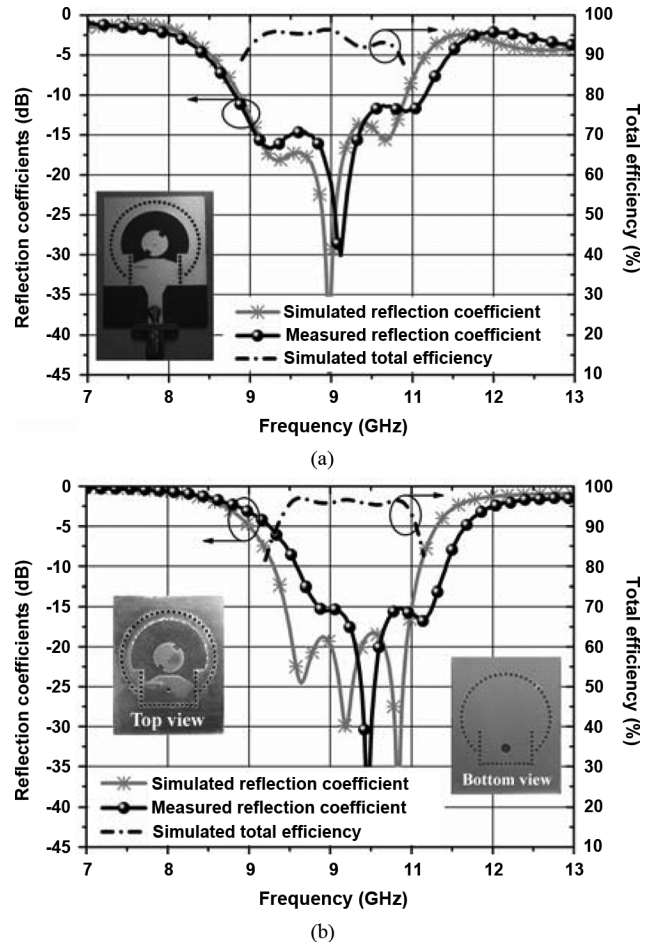 0
-5
-10
-15
-20
-25
-30
-35
-40
-45
Reflection coefficients (dB)
100
90
80
70
60
50
40
30
20
10
Total efficiency (%)
Simulated reflection coefficient
Measured reflection coefficient
Simulated total efficiency
7 8 9 9 11 12 13
Frequency (GHz)
(a)
0
-5
-10
-15
-20
-25
-30
-35
-40
-45
Reflection coefficients (dB)
100
90
80
70
60
50
40
30
20
10
Total efficiency (%)
Top view
Bottom view
Simulated reflection coefficient
Measured reflection coefficient
Simulated total efficiency
7 8 9 9 11 12 13
Frequency (GHz)
(b)